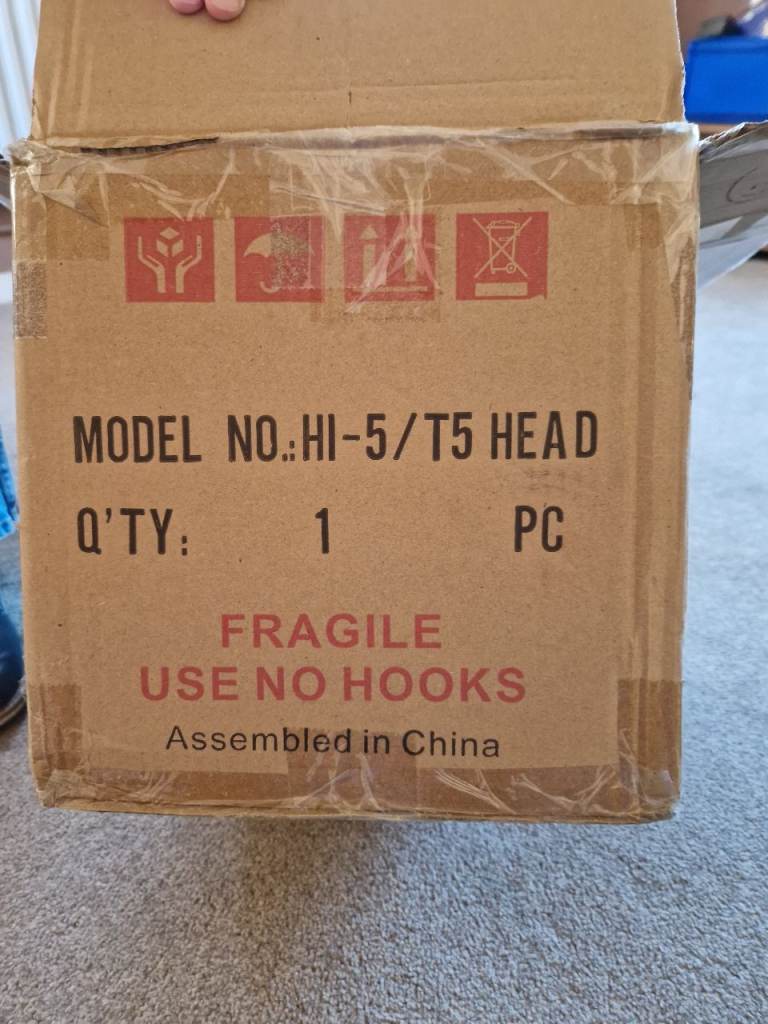 MODEL NO.:HI-5/T5 HEAD
Q'TY: 1 PC
FRAGILE
USE NO HOOKS
Assembled in China